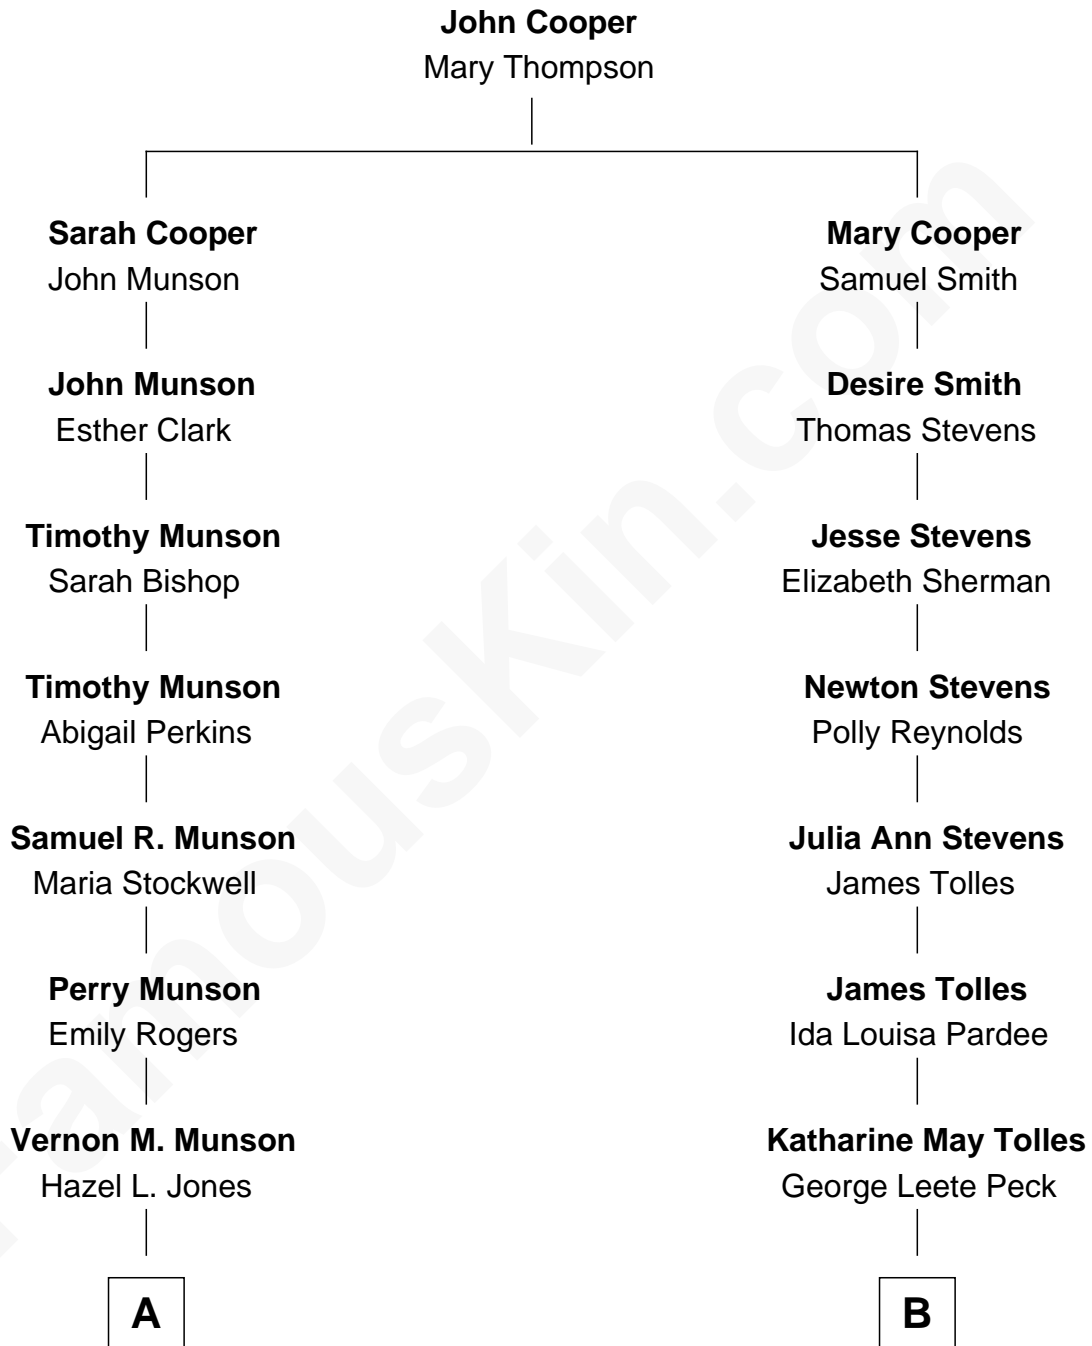 John Cooper
Mary Thompson
Sarah Cooper
John Munson
Mary Cooper
Samuel Smith
John Munson
Esther Clark
Desire Smith
Thomas Stevens
Timothy Munson
Sarah Bishop
Jesse Stevens
Elizabeth Sherman
Timothy Munson
Abigail Perkins
Newton Stevens
Polly Reynolds
Samuel R. Munson
Maria Stockwell
Julia Ann Stevens
James Tolles
Perry Munson
Emily Rogers
James Tolles
Ida Louisa Pardee
Vernon M. Munson
Hazel L. Jones
Katharine May Tolles
George Leete Peck
A
B
FamousKin.com